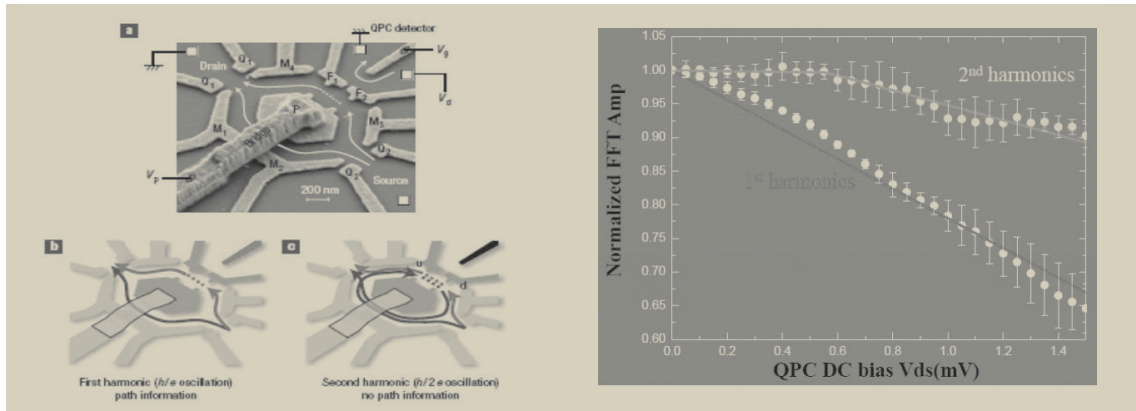 a
QPC detector
Drain
Source
Bridge
P
M₁
M₂
M₃
M₄
Q₁
Q₁
Q₂
Q₂
F₁
F₂
Vₚ
V_g
V_d
200 nm
b
First harmonic (h/e oscillation)
path information
c
u
d
Second harmonic (h/2e oscillation)
no path information
1.05
1.00
0.95
0.90
0.85
0.80
0.75
0.70
0.65
0.60
Normalized FFT Amp
2nd harmonics
1st harmonics
0.0 0.2 0.4 0.6 0.8 1.0 1.2 1.4
QPC DC bias Vds(mV)